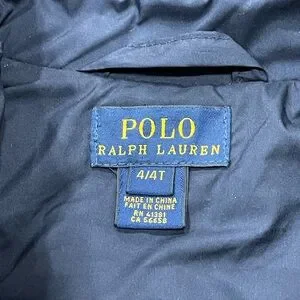 POLO
RALPH LAUREN
4/4T
MADE IN CHINA
FAIT EN CHINE
RN 41381
CA 56658